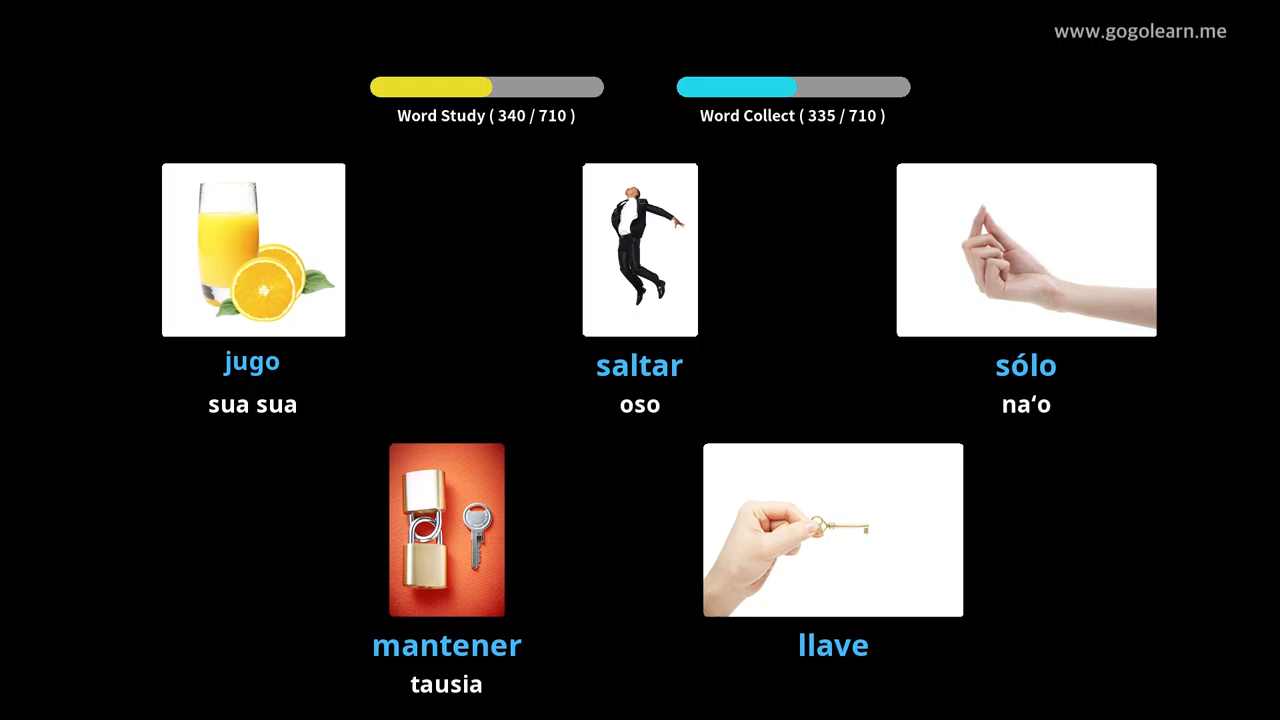 www.gogolearn.me
Word Study ( 340 / 710 )
Word Collect ( 335 / 710 )
jugo
saltar
sólo
sua sua
oso
naʻo
mantener
llave
tausia